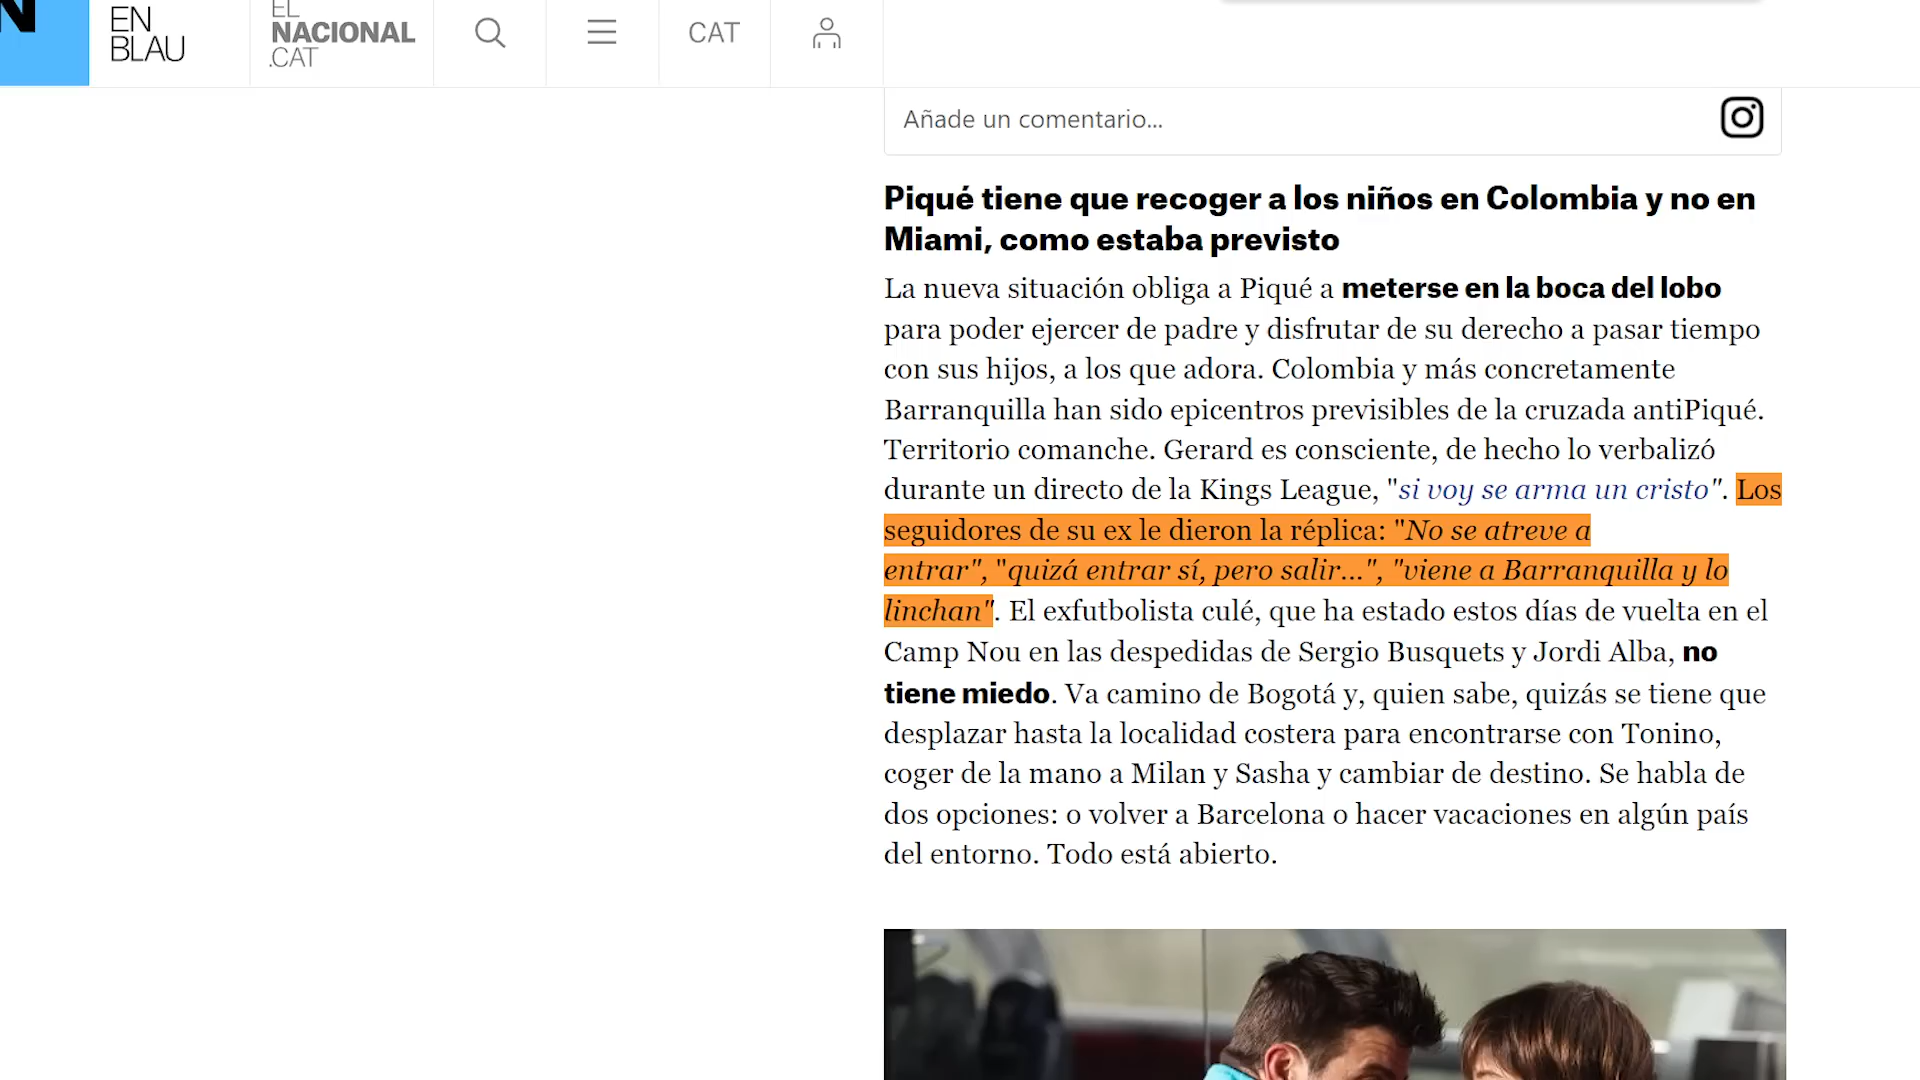 N
EN
BLAU
EL
NACIONAL
.CAT
CAT
Añade un comentario...
Piqué tiene que recoger a los niños en Colombia y no en
Miami, como estaba previsto
La nueva situación obliga a Piqué a meterse en la boca del lobo
para poder ejercer de padre y disfrutar de su derecho a pasar tiempo
con sus hijos, a los que adora. Colombia y más concretamente
Barranquilla han sido epicentros previsibles de la cruzada antiPiqué.
Territorio comanche. Gerard es consciente, de hecho lo verbalizó
durante un directo de la Kings League, "si voy se arma un cristo". Los
seguidores de su ex le dieron la réplica: "No se atreve a
entrar", "quizá entrar sí, pero salir...", "viene a Barranquilla y lo
linchan". El exfutbolista culé, que ha estado estos días de vuelta en el
Camp Nou en las despedidas de Sergio Busquets y Jordi Alba, no
tiene miedo. Va camino de Bogotá y, quien sabe, quizás se tiene que
desplazar hasta la localidad costera para encontrarse con Tonino,
coger de la mano a Milan y Sasha y cambiar de destino. Se habla de
dos opciones: o volver a Barcelona o hacer vacaciones en algún país
del entorno. Todo está abierto.